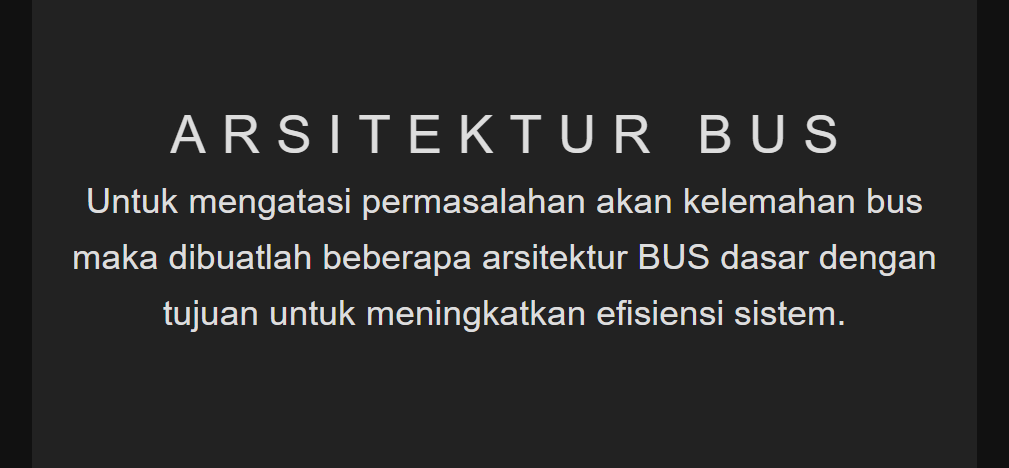 ARSITEKTUR BUS
Untuk mengatasi permasalahan akan kelemahan bus
maka dibuatlah beberapa arsitektur BUS dasar dengan
tujuan untuk meningkatkan efisiensi sistem.